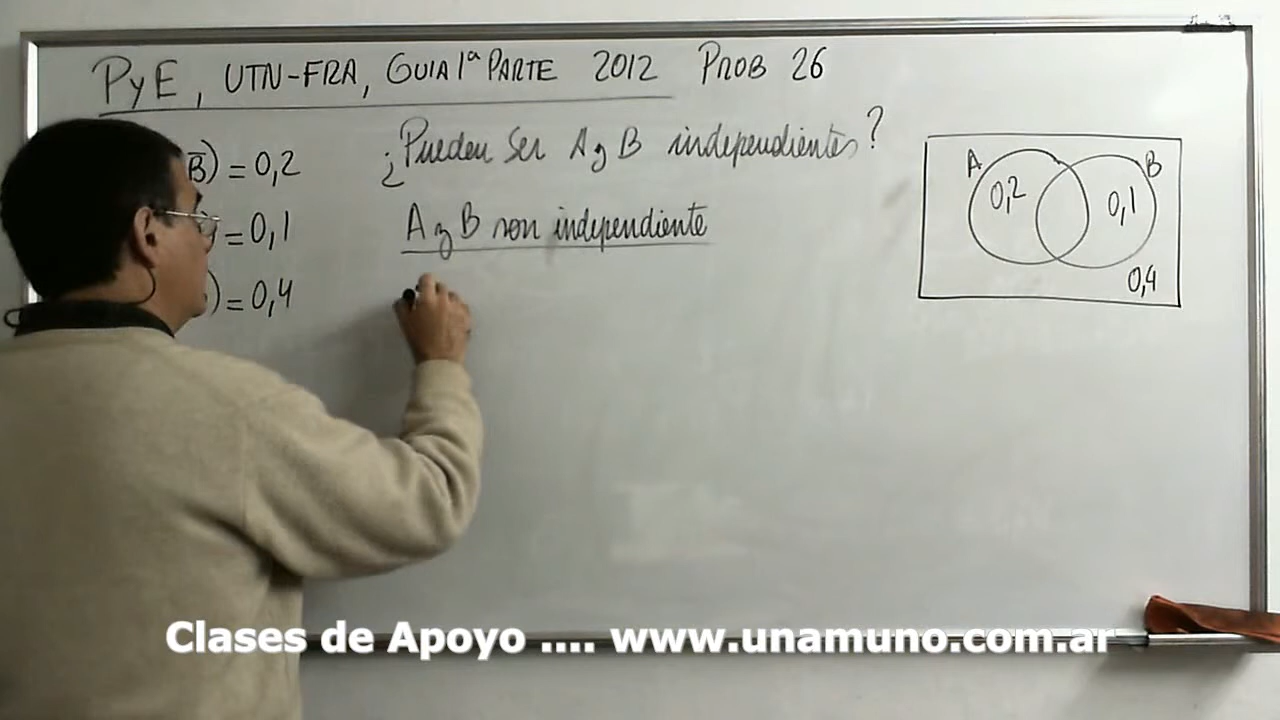 PyE, UTN-FRA, GUIA 1ª PARTE 2012 PROB 26
B̅) = 0,2
) = 0,1
) = 0,4
¿Pueden Ser A y B independientes?
A y B son independiente
A
B
0,2
0,1
0,4
Clases de Apoyo .... www.unamuno.com.ar